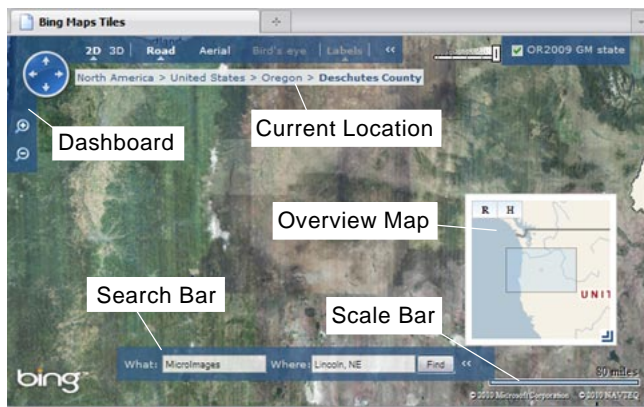 Bing Maps Tiles
2D 3D | Road Aerial Bird's eye | Labels | «
OR2009 GM state
North America > United States > Oregon > Deschutes County
Dashboard
Current Location
Overview Map
R H
UNIT
Search Bar
Scale Bar
What: MicroImages Where: Lincoln, NE Find «
bing
80 miles
© 2010 Microsoft Corporation © 2010 NAVTEQ